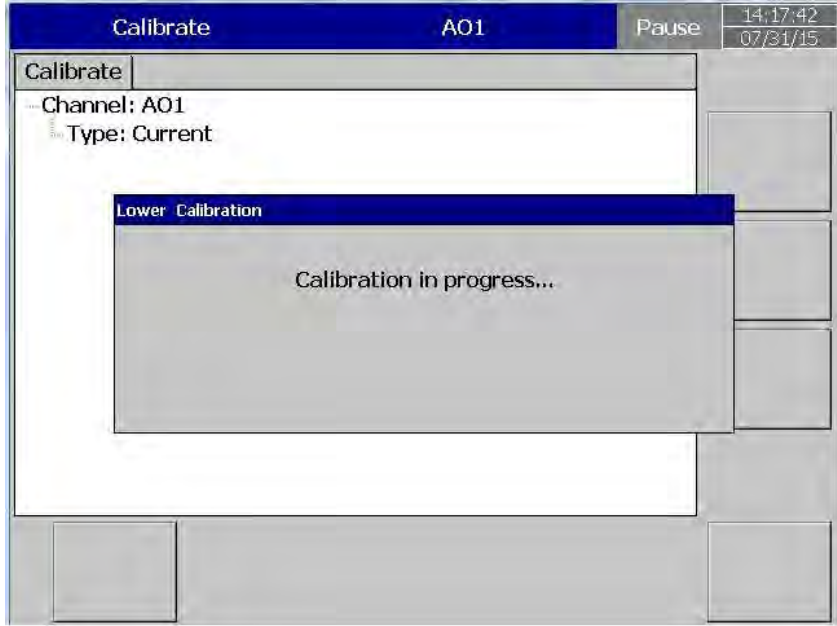 Calibrate AO1 Pause 14:17:42
07/31/15
Calibrate
Channel: AO1
Type: Current
Lower Calibration
Calibration in progress...